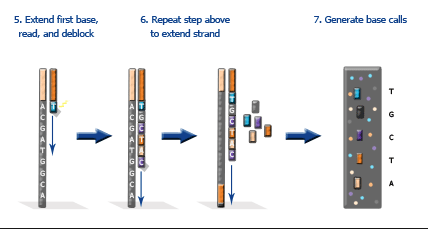 5. Extend first base,
read, and deblock
6. Repeat step above
to extend strand
7. Generate base calls
A
C
G
A
T
G
G
C
A
T
A
C
G
A
T
G
G
C
A
T
G
C
T
A
C
T
G
C
T
A
C
T
G
C
T
A